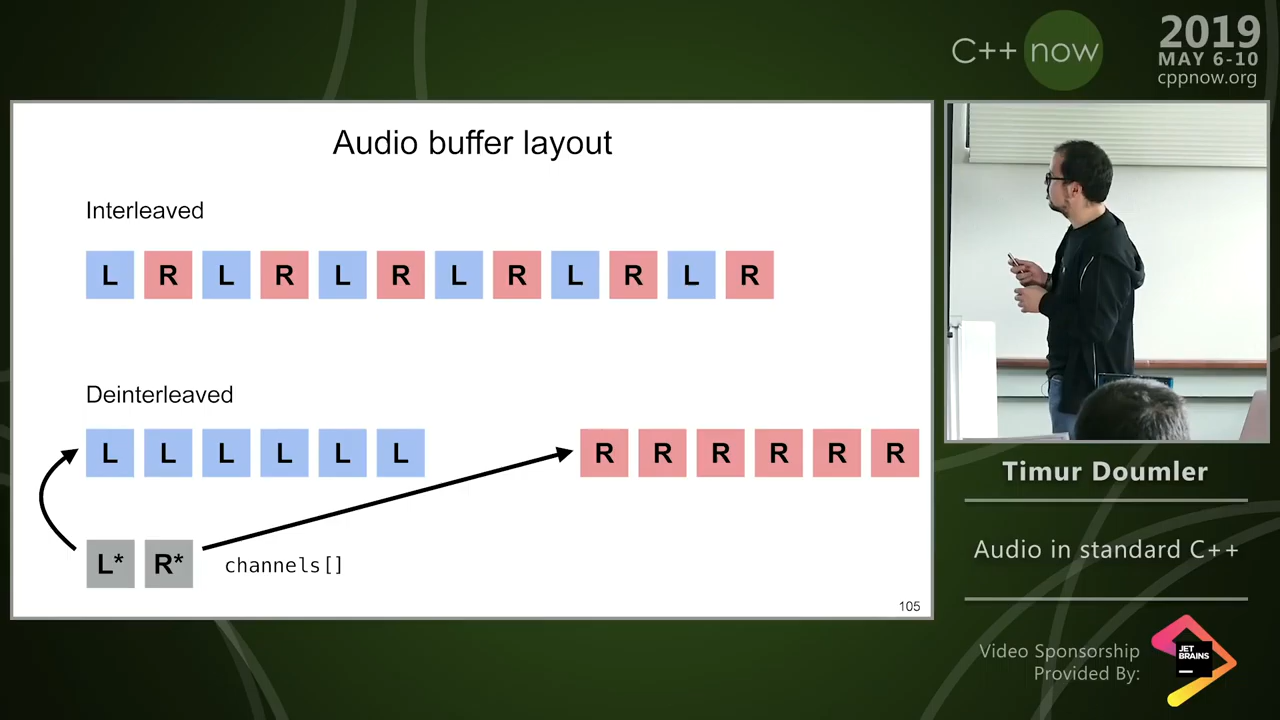 C++ now
2019
MAY 6-10
cppnow.org
Audio buffer layout
Interleaved
L R L R L R L R L R L R
Deinterleaved
L L L L L L R R R R R R
L* R* channels[]
105
Timur Doumler
Audio in standard C++
Video Sponsorship
Provided By:
JET
BRAINS